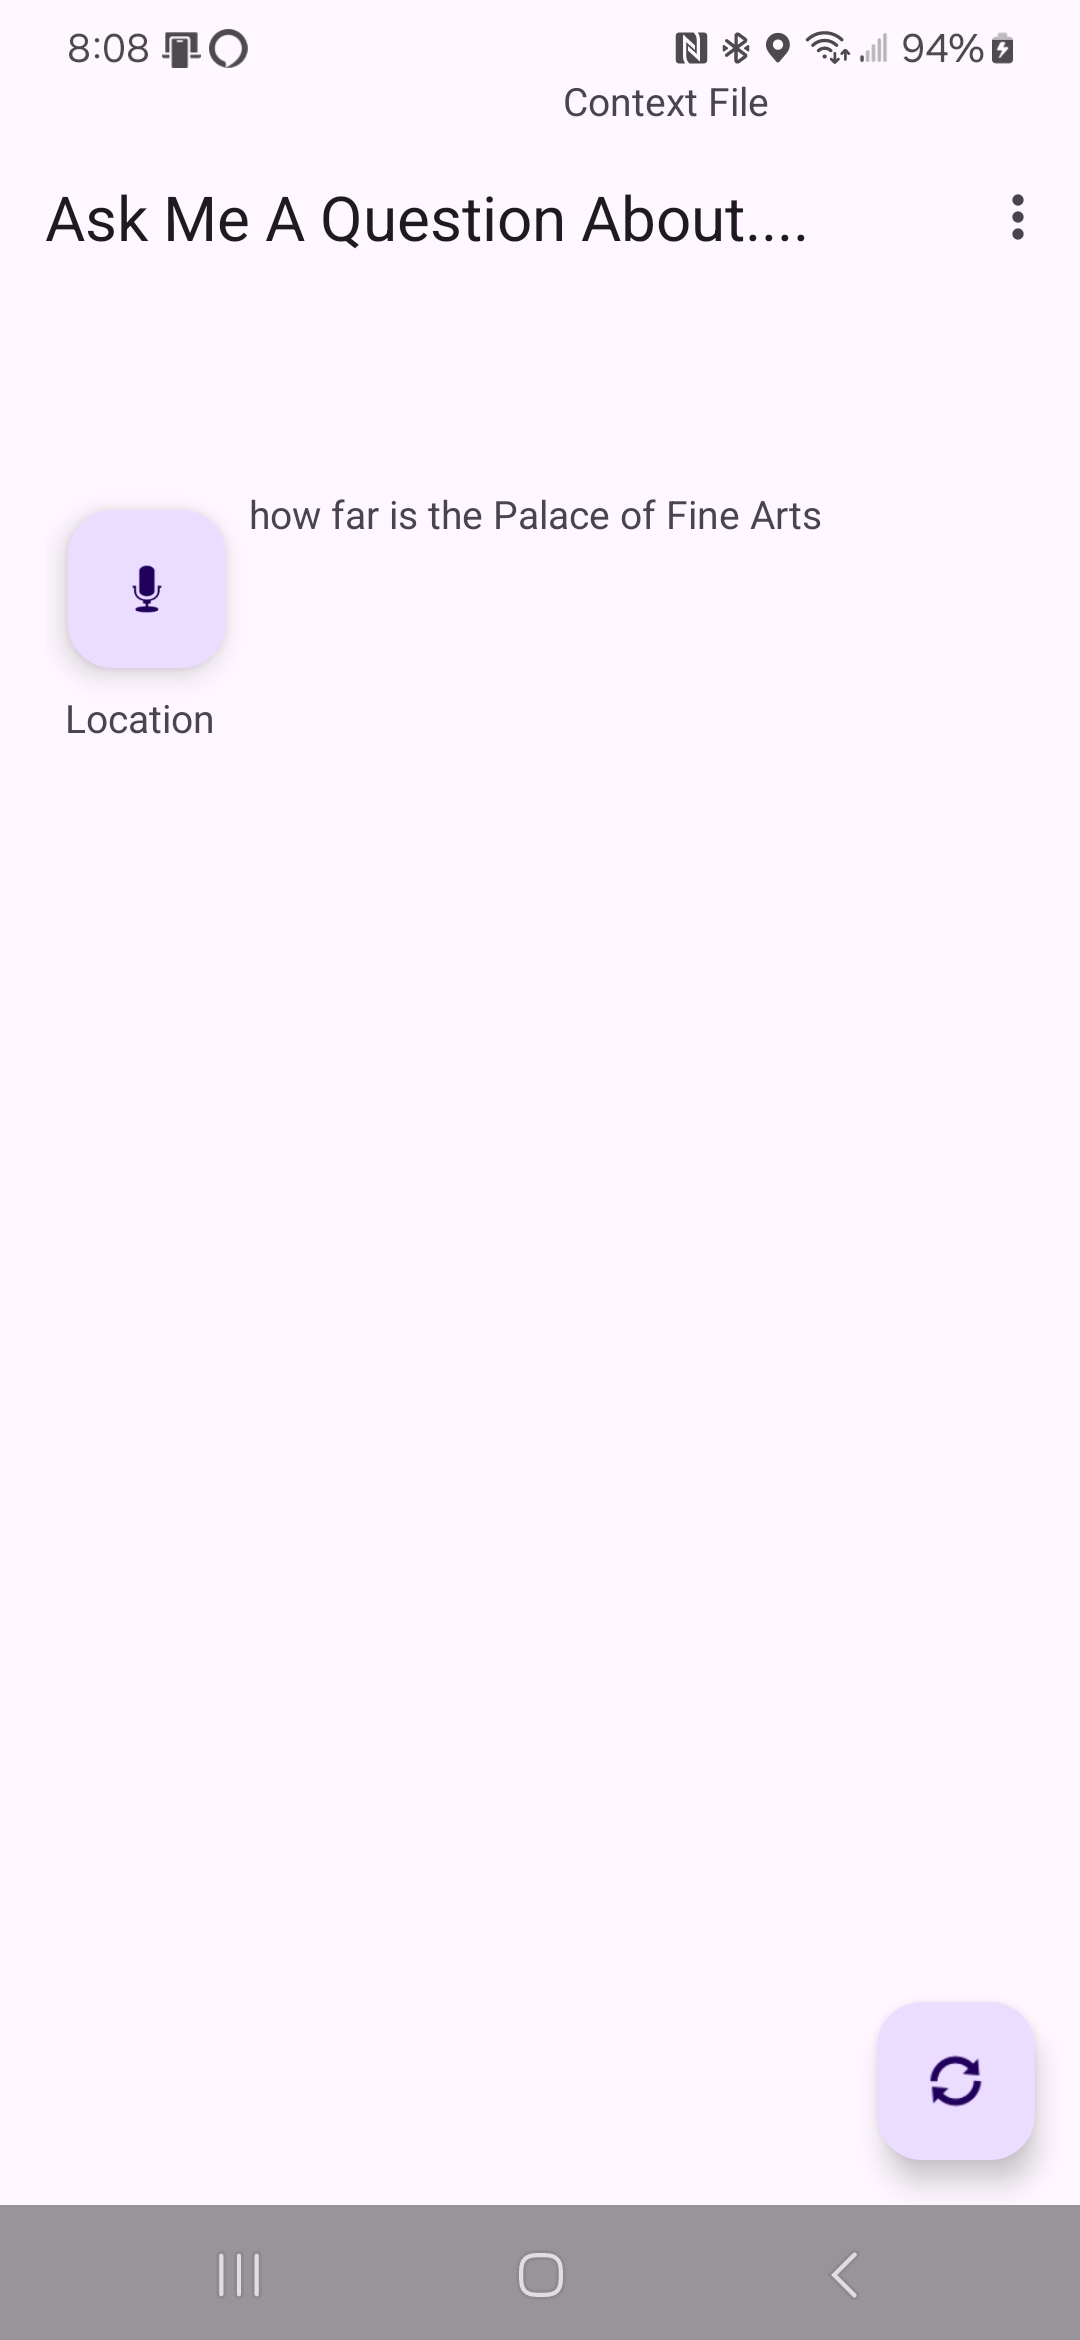 8:08 94%
Context File
Ask Me A Question About....
how far is the Palace of Fine Arts
Location